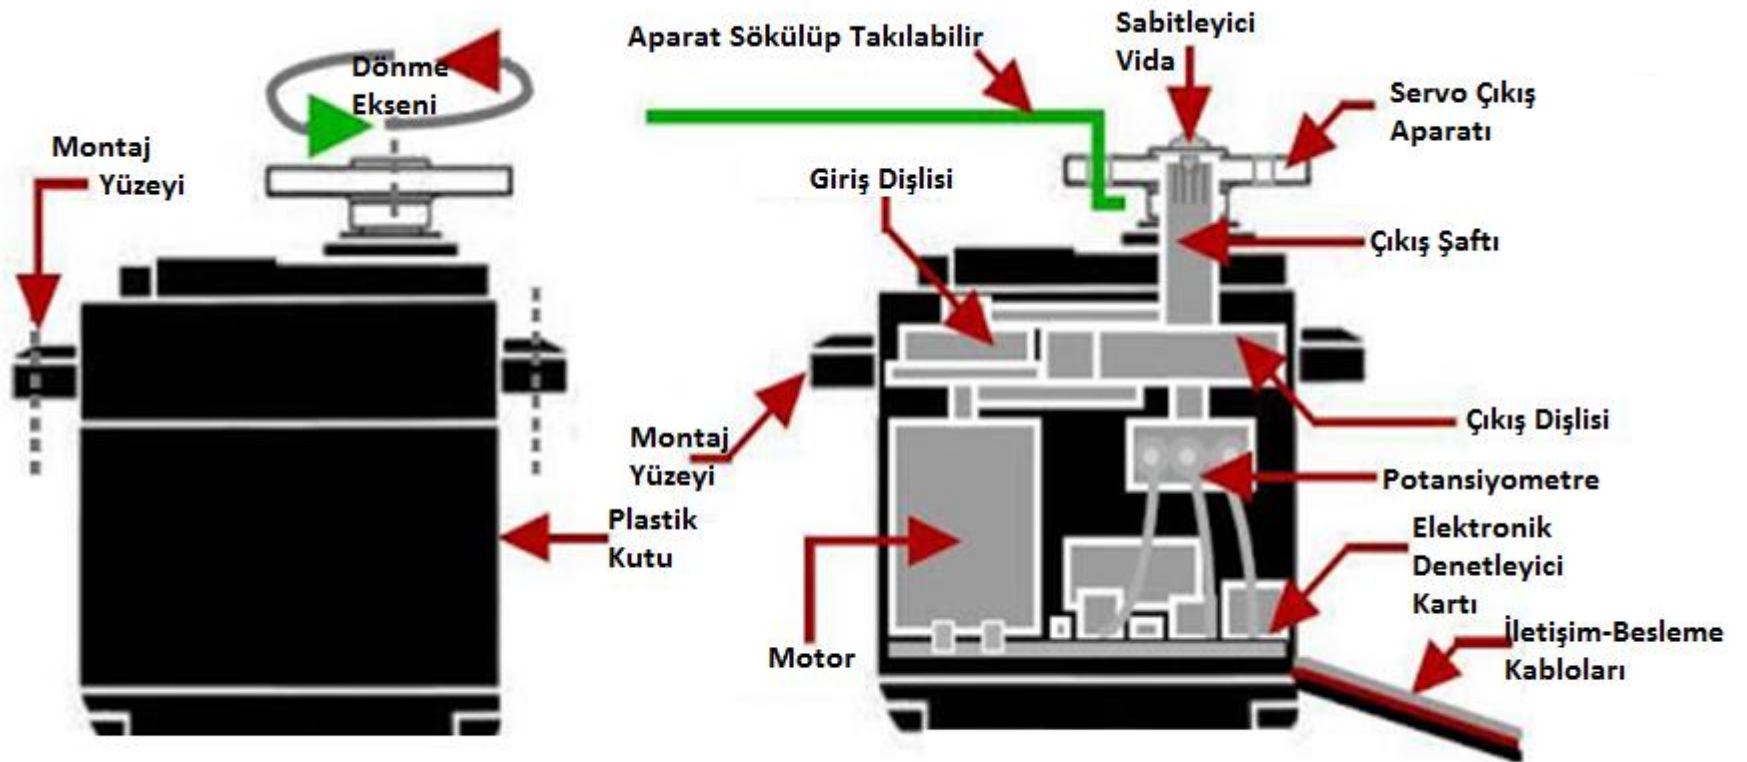 Dönme
Ekseni
Montaj
Yüzeyi
Plastik
Kutu
Aparat Sökülüp Takılabilir
Sabitleyici
Vida
Servo Çıkış
Aparatı
Giriş Dişlisi
Çıkış Şaftı
Montaj
Yüzeyi
Çıkış Dişlisi
Potansiyometre
Elektronik
Denetleyici
Kartı
Motor
İletişim-Besleme
Kabloları